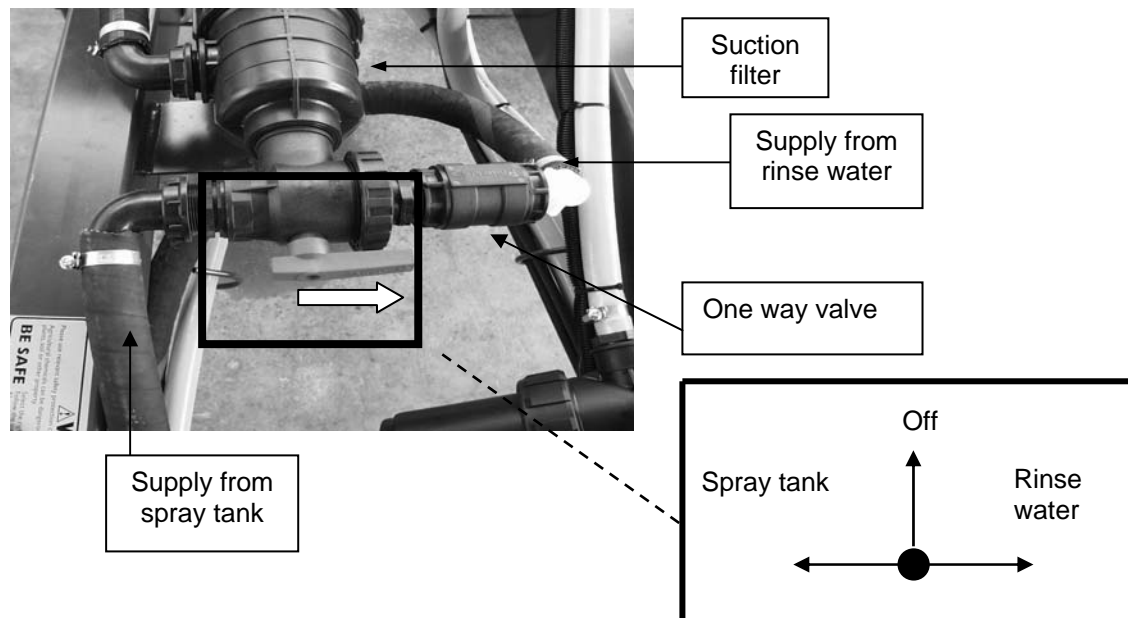 Suction
filter
Supply from
rinse water
One way valve
BE SAFE
Supply from
spray tank
Off
Spray tank
Rinse
water